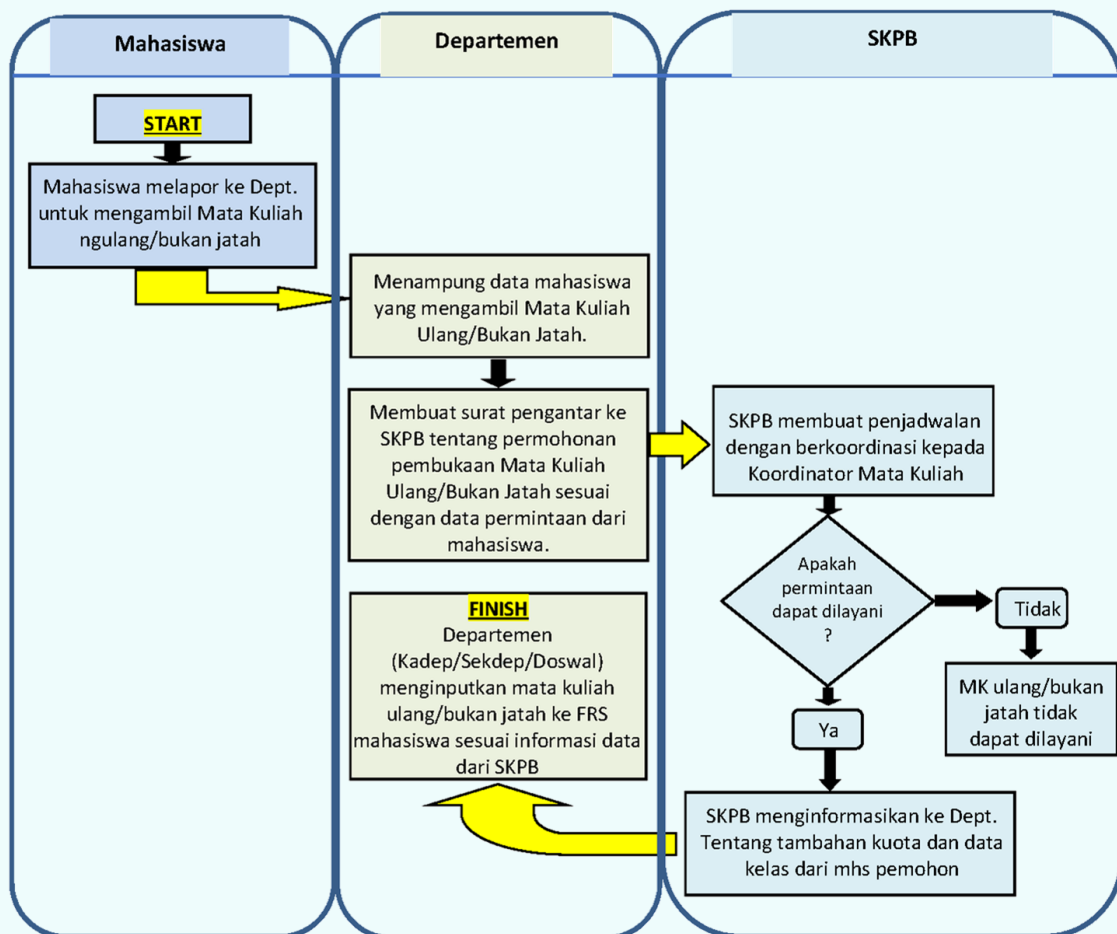 Mahasiswa
Departemen
SKPB
START
Mahasiswa melapor ke Dept.
untuk mengambil Mata Kuliah
ngulang/bukan jatah
Menampung data mahasiswa
yang mengambil Mata Kuliah
Ulang/Bukan Jatah.
Membuat surat pengantar ke
SKPB tentang permohonan
pembukaan Mata Kuliah
Ulang/Bukan Jatah sesuai
dengan data permintaan dari
mahasiswa.
SKPB membuat penjadwalan
dengan berkoordinasi kepada
Koordinator Mata Kuliah
Apakah
permintaan
dapat dilayani
?
Tidak
MK ulang/bukan
jatah tidak
dapat dilayani
Ya
SKPB menginformasikan ke Dept.
Tentang tambahan kuota dan data
kelas dari mhs pemohon
FINISH
Departemen
(Kadep/Sekdep/Doswal)
menginputkan mata kuliah
ulang/bukan jatah ke FRS
mahasiswa sesuai informasi data
dari SKPB